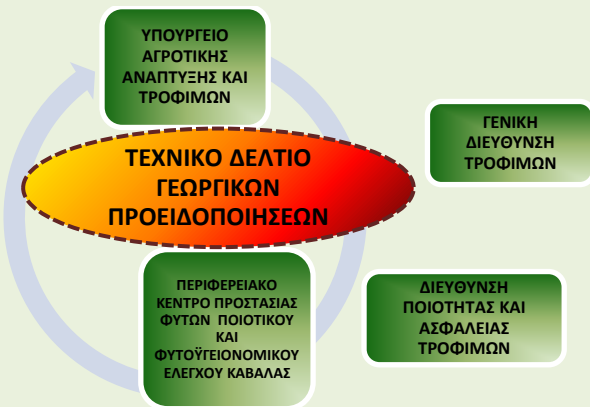 ΥΠΟΥΡΓΕΙΟ
ΑΓΡΟΤΙΚΗΣ
ΑΝΑΠΤΥΞΗΣ ΚΑΙ
ΤΡΟΦΙΜΩΝ
ΓΕΝΙΚΗ
ΔΙΕΥΘΥΝΣΗ
ΤΡΟΦΙΜΩΝ
ΤΕΧΝΙΚΟ ΔΕΛΤΙΟ
ΓΕΩΡΓΙΚΩΝ
ΠΡΟΕΙΔΟΠΟΙΗΣΕΩΝ
ΠΕΡΙΦΕΡΕΙΑΚΟ
ΚΕΝΤΡΟ ΠΡΟΣΤΑΣΙΑΣ
ΦΥΤΩΝ ΠΟΙΟΤΙΚΟΥ
ΚΑΙ
ΦΥΤΟΫΓΕΙΟΝΟΜΙΚΟΥ
ΕΛΕΓΧΟΥ ΚΑΒΑΛΑΣ
ΔΙΕΥΘΥΝΣΗ
ΠΟΙΟΤΗΤΑΣ ΚΑΙ
ΑΣΦΑΛΕΙΑΣ
ΤΡΟΦΙΜΩΝ